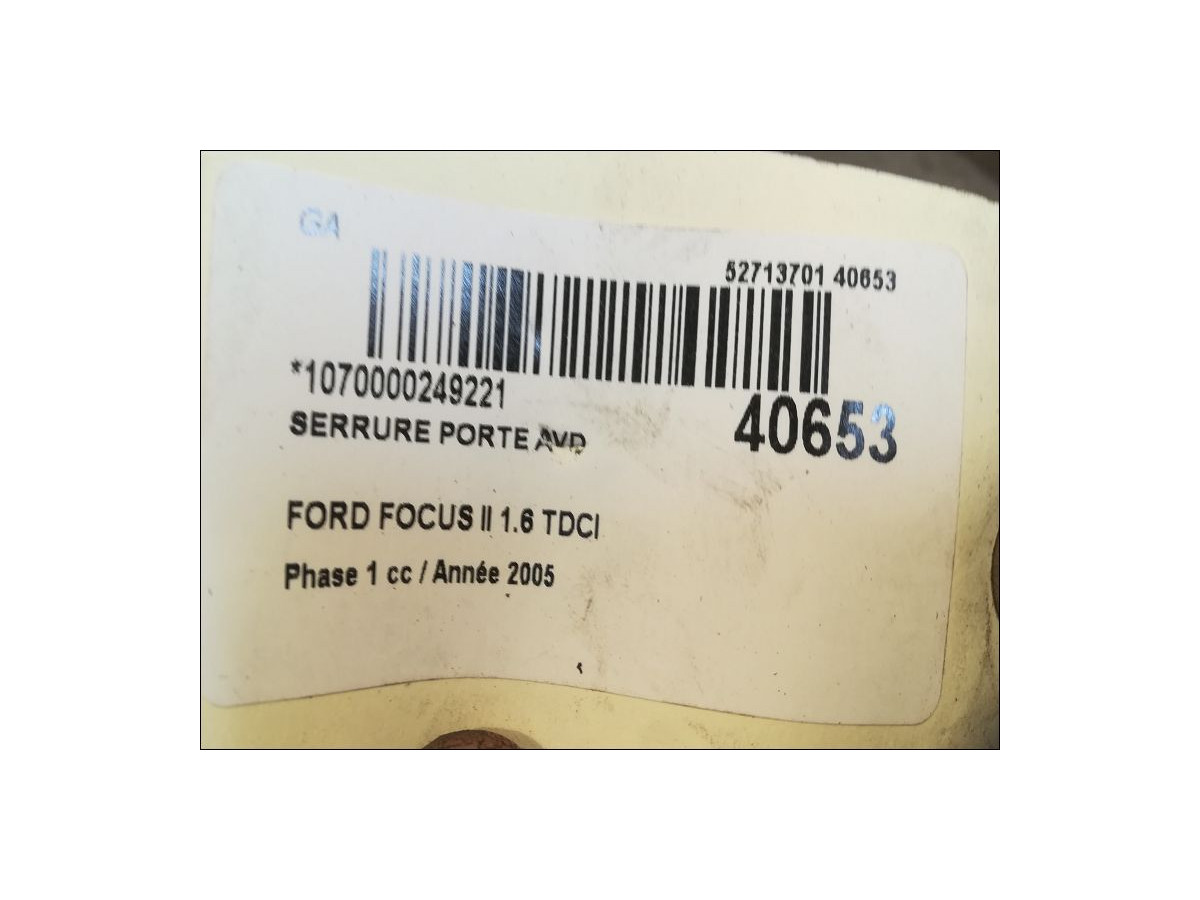 GA
52713701 40653
*1070000249221
40653
SERRURE PORTE AVD
FORD FOCUS II 1.6 TDCI
Phase 1 cc / Année 2005